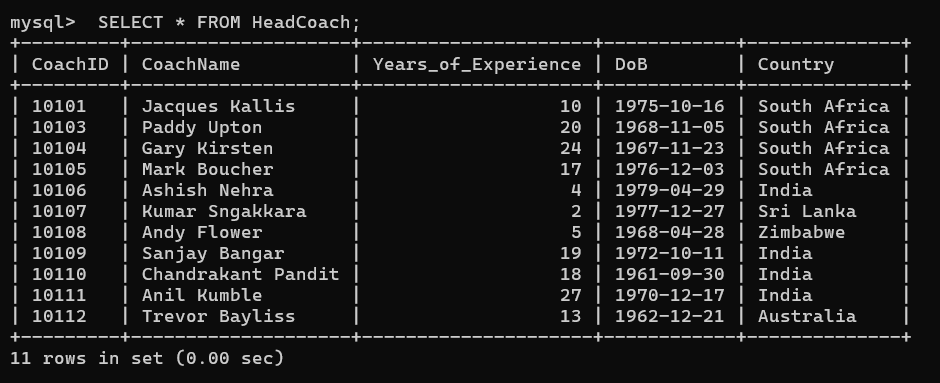 mysql>  SELECT * FROM HeadCoach;
+---------+--------------------+---------------------+------------+--------------+
| CoachID | CoachName          | Years_of_Experience | DoB        | Country      |
+---------+--------------------+---------------------+------------+--------------+
| 10101   | Jacques Kallis     |                  10 | 1975-10-16 | South Africa |
| 10103   | Paddy Upton        |                  20 | 1968-11-05 | South Africa |
| 10104   | Gary Kirsten       |                  24 | 1967-11-23 | South Africa |
| 10105   | Mark Boucher       |                  17 | 1976-12-03 | South Africa |
| 10106   | Ashish Nehra       |                   4 | 1979-04-29 | India        |
| 10107   | Kumar Sngakkara    |                   2 | 1977-12-27 | Sri Lanka    |
| 10108   | Andy Flower        |                   5 | 1968-04-28 | Zimbabwe     |
| 10109   | Sanjay Bangar      |                  19 | 1972-10-11 | India        |
| 10110   | Chandrakant Pandit |                  18 | 1961-09-30 | India        |
| 10111   | Anil Kumble        |                  27 | 1970-12-17 | India        |
| 10112   | Trevor Bayliss     |                  13 | 1962-12-21 | Australia    |
+---------+--------------------+---------------------+------------+--------------+
11 rows in set (0.00 sec)